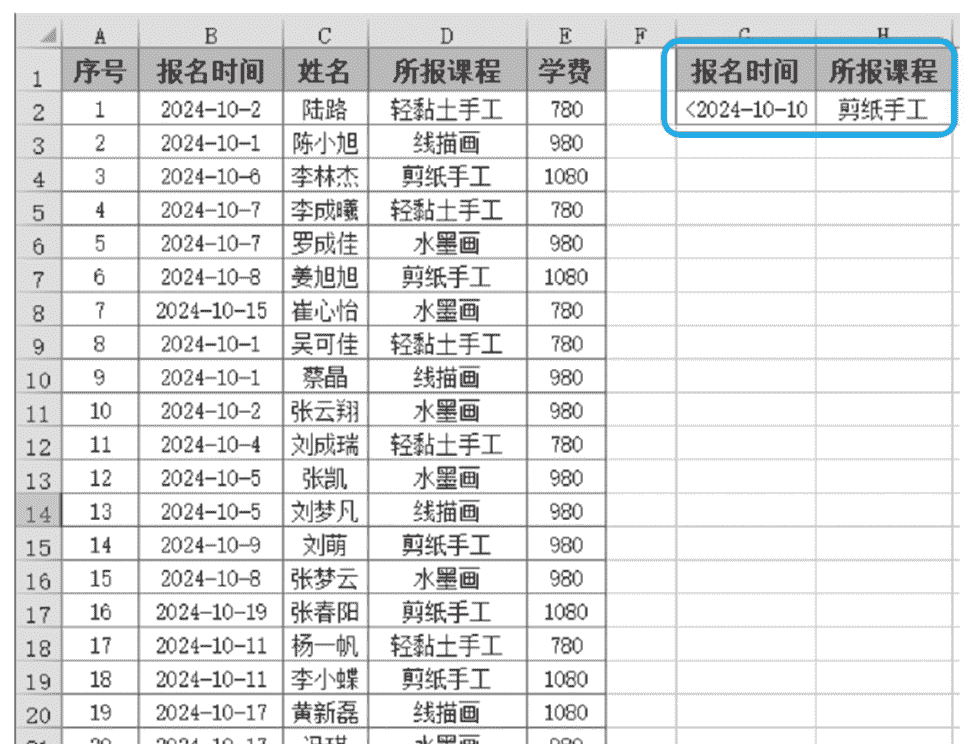 A B C D E F G H
1 序号 报名时间 姓名 所报课程 学费 报名时间 所报课程
2 1 2024-10-2 陆路 轻黏土手工 780 <2024-10-10 剪纸手工
3 2 2024-10-1 陈小旭 线描画 980
4 3 2024-10-6 李林杰 剪纸手工 1080
5 4 2024-10-7 李成曦 轻黏土手工 780
6 5 2024-10-7 罗成佳 水墨画 980
7 6 2024-10-8 姜旭旭 剪纸手工 1080
8 7 2024-10-15 崔心怡 水墨画 780
9 8 2024-10-1 吴可佳 轻黏土手工 780
10 9 2024-10-1 蔡晶 线描画 980
11 10 2024-10-2 张云翔 水墨画 980
12 11 2024-10-4 刘成瑞 轻黏土手工 780
13 12 2024-10-5 张凯 水墨画 980
14 13 2024-10-5 刘梦凡 线描画 980
15 14 2024-10-9 刘萌 剪纸手工 980
16 15 2024-10-8 张梦云 水墨画 980
17 16 2024-10-19 张春阳 剪纸手工 1080
18 17 2024-10-11 杨一帆 轻黏土手工 780
19 18 2024-10-11 李小蝶 剪纸手工 1080
20 19 2024-10-17 黄新磊 线描画 1080